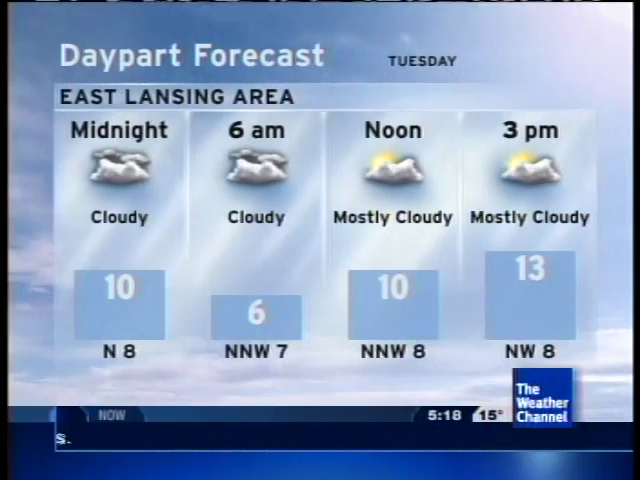 Daypart Forecast
TUESDAY
EAST LANSING AREA
Midnight 6 am Noon 3 pm
Cloudy Cloudy Mostly Cloudy Mostly Cloudy
10 6 10 13
N 8 NNW 7 NNW 8 NW 8
The
Weather
Channel
NOW 5:18 15°
s.